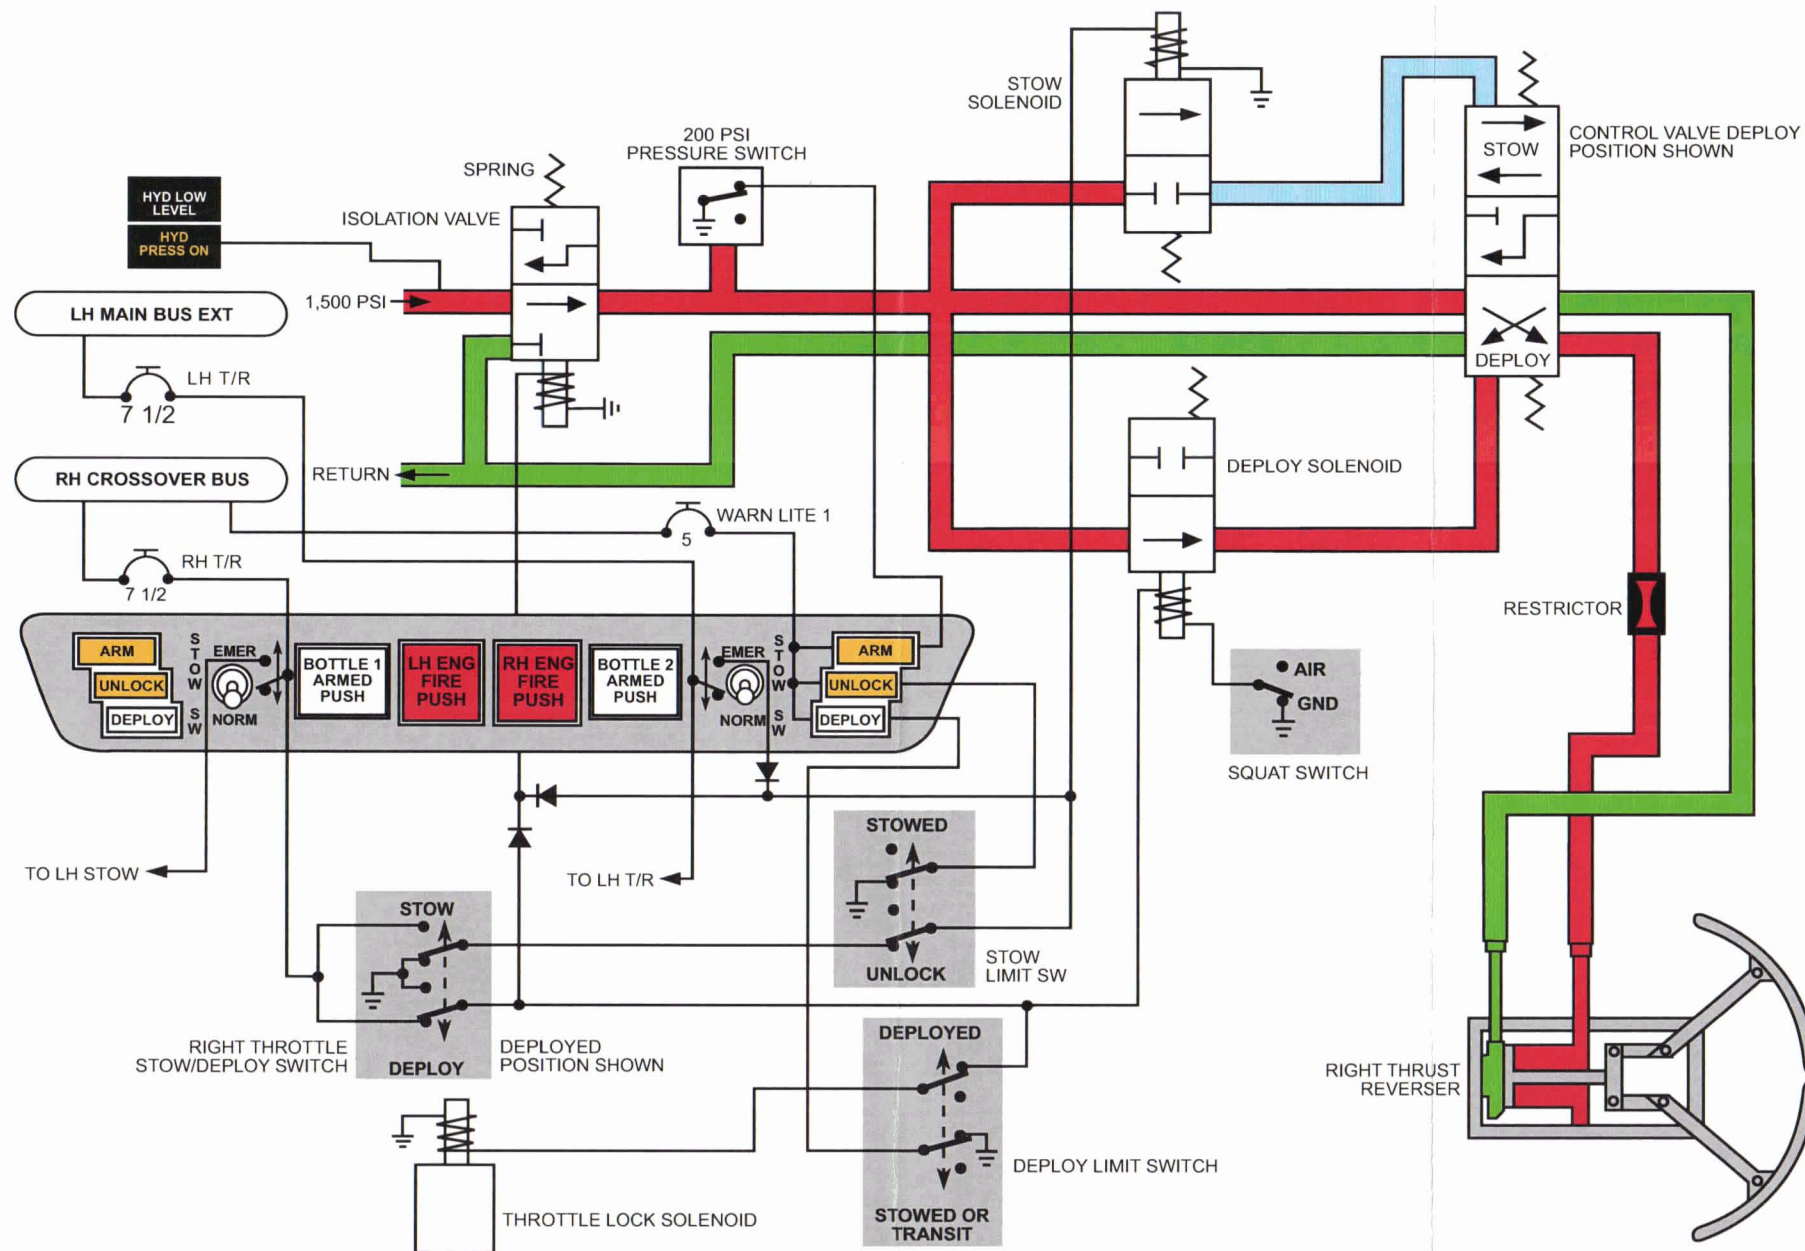 STOW
SOLENOID
CONTROL VALVE DEPLOY
POSITION SHOWN
STOW
DEPLOY
200 PSI
PRESSURE SWITCH
SPRING
ISOLATION VALVE
HYD LOW
LEVEL
HYD
PRESS ON
1,500 PSI
LH MAIN BUS EXT
LH T/R
7 1/2
RH CROSSOVER BUS
RETURN
WARN LITE 1
5
RH T/R
7 1/2
DEPLOY SOLENOID
RESTRICTOR
ARM
UNLOCK
DEPLOY
STOW SW
EMER
NORM
BOTTLE 1
ARMED
PUSH
LH ENG
FIRE
PUSH
RH ENG
FIRE
PUSH
BOTTLE 2
ARMED
PUSH
EMER
NORM
STOW SW
ARM
UNLOCK
DEPLOY
AIR
GND
SQUAT SWITCH
TO LH STOW
TO LH T/R
STOWED
UNLOCK
STOW
LIMIT SW
STOW
DEPLOY
RIGHT THROTTLE
STOW/DEPLOY SWITCH
DEPLOYED
POSITION SHOWN
DEPLOYED
STOWED OR
TRANSIT
DEPLOY LIMIT SWITCH
THROTTLE LOCK SOLENOID
RIGHT THRUST
REVERSER